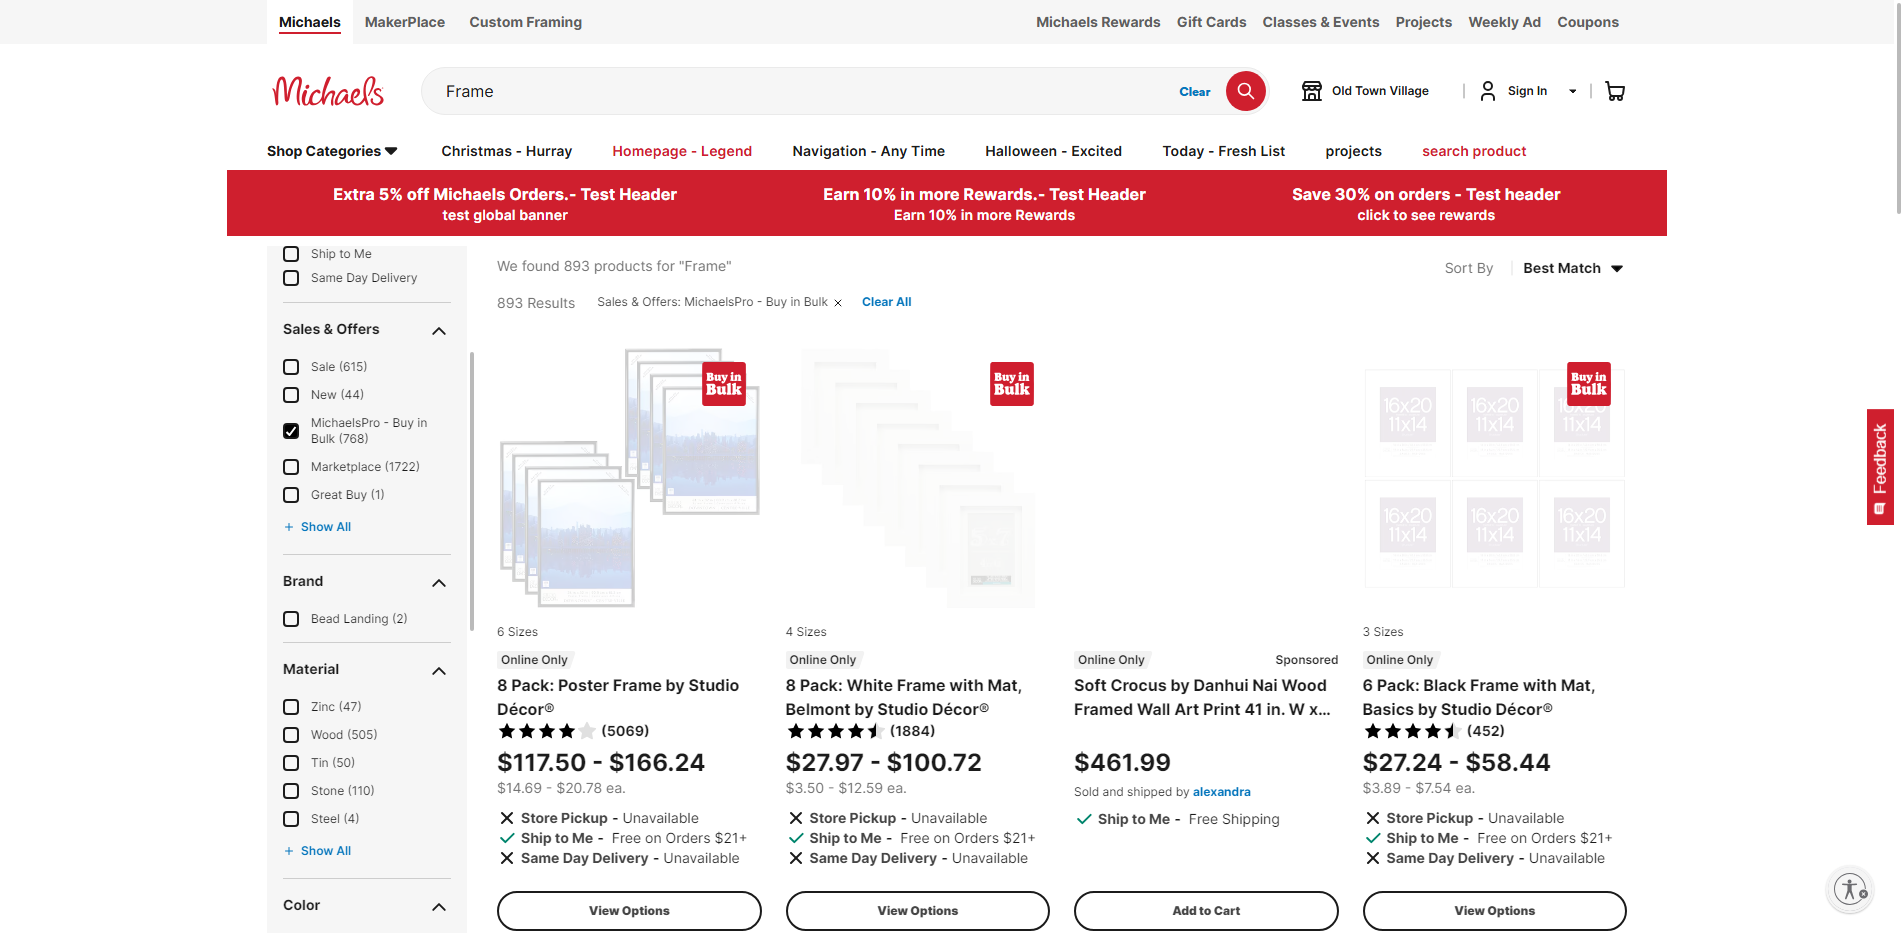 Michaels MakerPlace Custom Framing Michaels Rewards Gift Cards Classes & Events Projects Weekly Ad Coupons
Michaels Frame Clear Old Town Village Sign In
Shop Categories Christmas - Hurray Homepage - Legend Navigation - Any Time Halloween - Excited Today - Fresh List projects search product
Extra 5% off Michaels Orders.- Test Header
test global banner
Earn 10% in more Rewards.- Test Header
Earn 10% in more Rewards
Save 30% on orders - Test header
click to see rewards
Ship to Me
Same Day Delivery
Sales & Offers
Sale (615)
New (44)
MichaelsPro - Buy in
Bulk (768)
Marketplace (1722)
Great Buy (1)
+ Show All
Brand
Bead Landing (2)
Material
Zinc (47)
Wood (505)
Tin (50)
Stone (110)
Steel (4)
+ Show All
Color
We found 893 products for "Frame"
Sort By Best Match
893 Results Sales & Offers: MichaelsPro - Buy in Bulk × Clear All
Buy in
Bulk
6 Sizes
Online Only
8 Pack: Poster Frame by Studio
Décor®
(5069)
$117.50 - $166.24
$14.69 - $20.78 ea.
Store Pickup - Unavailable
Ship to Me - Free on Orders $21+
Same Day Delivery - Unavailable
View Options
Buy in
Bulk
4 Sizes
Online Only
8 Pack: White Frame with Mat,
Belmont by Studio Décor®
(1884)
$27.97 - $100.72
$3.50 - $12.59 ea.
Store Pickup - Unavailable
Ship to Me - Free on Orders $21+
Same Day Delivery - Unavailable
View Options
Online Only Sponsored
Soft Crocus by Danhui Nai Wood
Framed Wall Art Print 41 in. W x...
$461.99
Sold and shipped by alexandra
Ship to Me - Free Shipping
Add to Cart
Buy in
Bulk
16x20 16x20 16x20
11x14 11x14 11x14
16x20 16x20 16x20
11x14 11x14 11x14
3 Sizes
Online Only
6 Pack: Black Frame with Mat,
Basics by Studio Décor®
(452)
$27.24 - $58.44
$3.89 - $7.54 ea.
Store Pickup - Unavailable
Ship to Me - Free on Orders $21+
Same Day Delivery - Unavailable
View Options
Feedback